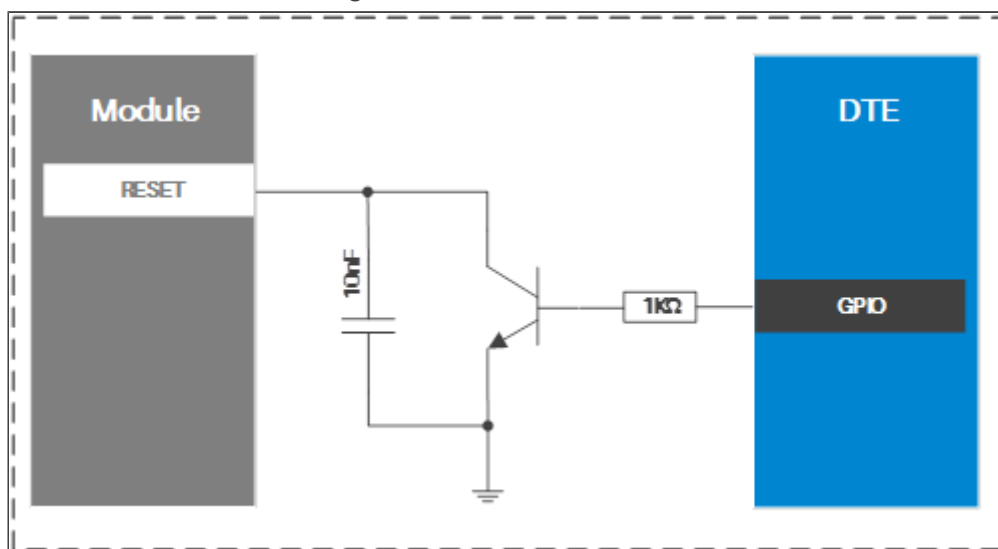 Module
DTE
RESET
10nF
1KΩ
GPIO